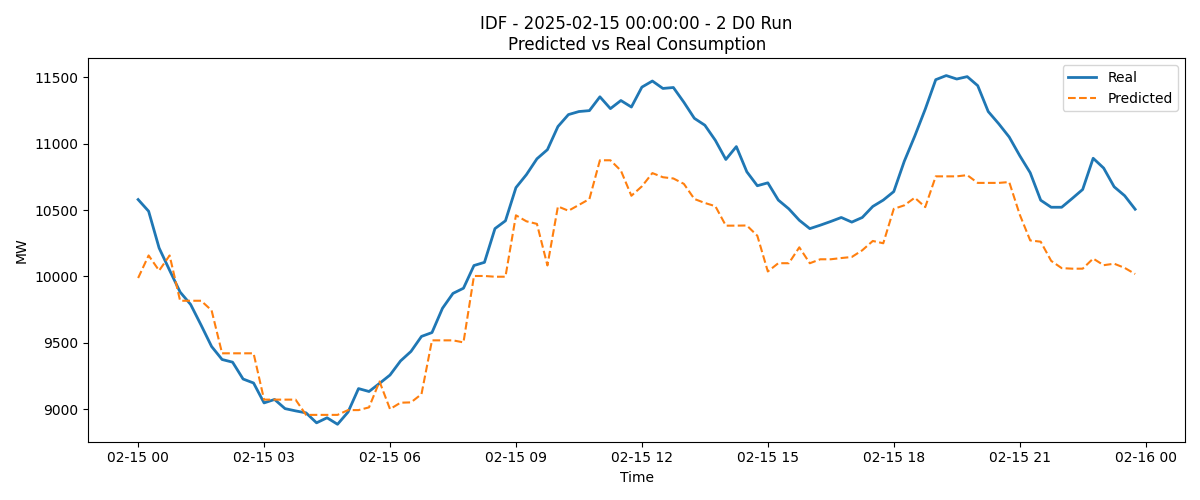 IDF - 2025-02-15 00:00:00 - 2 D0 Run
Predicted vs Real Consumption
Real
Predicted
MW
11500
11000
10500
10000
9500
9000
02-15 00
02-15 03
02-15 06
02-15 09
02-15 12
02-15 15
02-15 18
02-15 21
02-16 00
Time